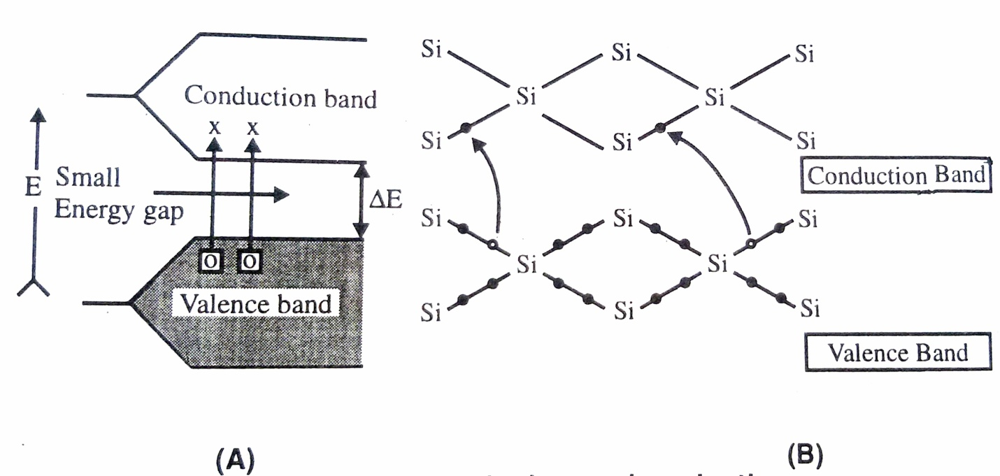 Conduction band
x x
E
Small
Energy gap
ΔE
O O
Valence band
(A)
Si Si Si
Si Si
Si Si Si
Conduction Band
Si Si Si
Si Si
Si Si Si
Valence Band
(B)